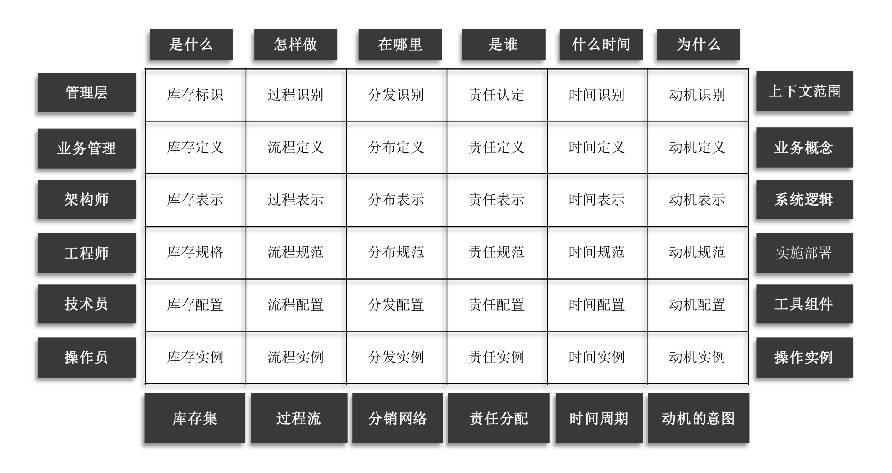 是什么 怎样做 在哪里 是谁 什么时间 为什么
管理层 库存标识 过程识别 分发识别 责任认定 时间识别 动机识别 上下文范围
业务管理 库存定义 流程定义 分布定义 责任定义 时间定义 动机定义 业务概念
架构师 库存表示 过程表示 分布表示 责任表示 时间表示 动机表示 系统逻辑
工程师 库存规格 流程规范 分布规范 责任规范 时间规范 动机规范 实施部署
技术员 库存配置 流程配置 分发配置 责任配置 时间配置 动机配置 工具组件
操作员 库存实例 流程实例 分发实例 责任实例 时间实例 动机实例 操作实例
库存集 过程流 分销网络 责任分配 时间周期 动机的意图